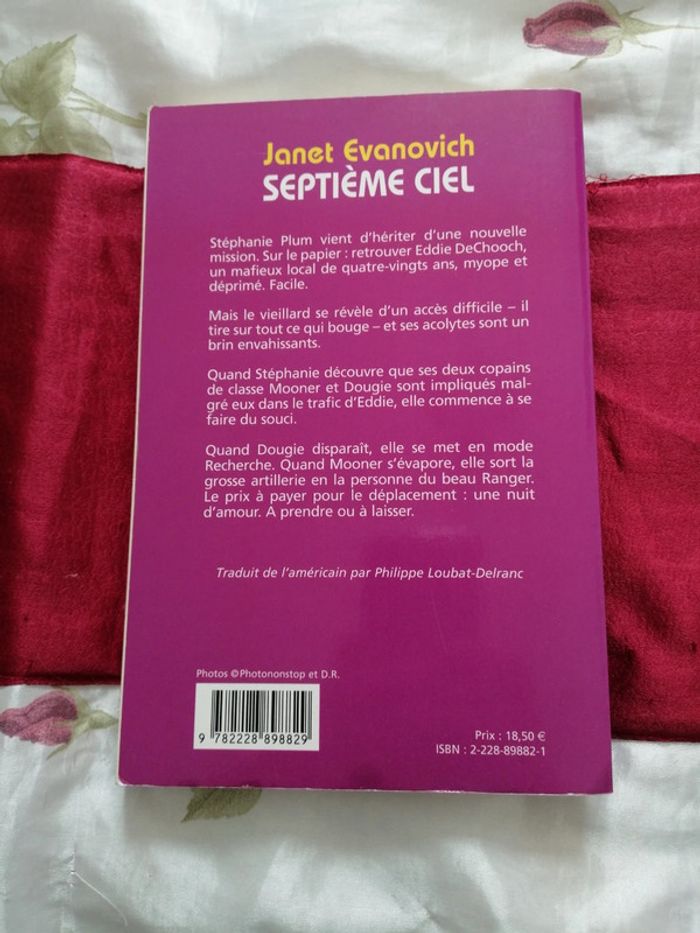 Janet Evanovich
SEPTIÈME CIEL
Stéphanie Plum vient d'hériter d'une nouvelle
mission. Sur le papier : retrouver Eddie DeChooch,
un mafieux local de quatre-vingts ans, myope et
déprimé. Facile.
Mais le vieillard se révèle d'un accès difficile – il
tire sur tout ce qui bouge – et ses acolytes sont un
brin envahissants.
Quand Stéphanie découvre que ses deux copains
de classe Mooner et Dougie sont impliqués mal-
gré eux dans le trafic d'Eddie, elle commence à se
faire du souci.
Quand Dougie disparaît, elle se met en mode
Recherche. Quand Mooner s'évapore, elle sort la
grosse artillerie en la personne du beau Ranger.
Le prix à payer pour le déplacement : une nuit
d'amour. A prendre ou à laisser.
Traduit de l'américain par Philippe Loubat-Delranc
Photos © Photononstop et D.R.
9 782228 898829
Prix : 18,50 €
ISBN : 2-228-89882-1